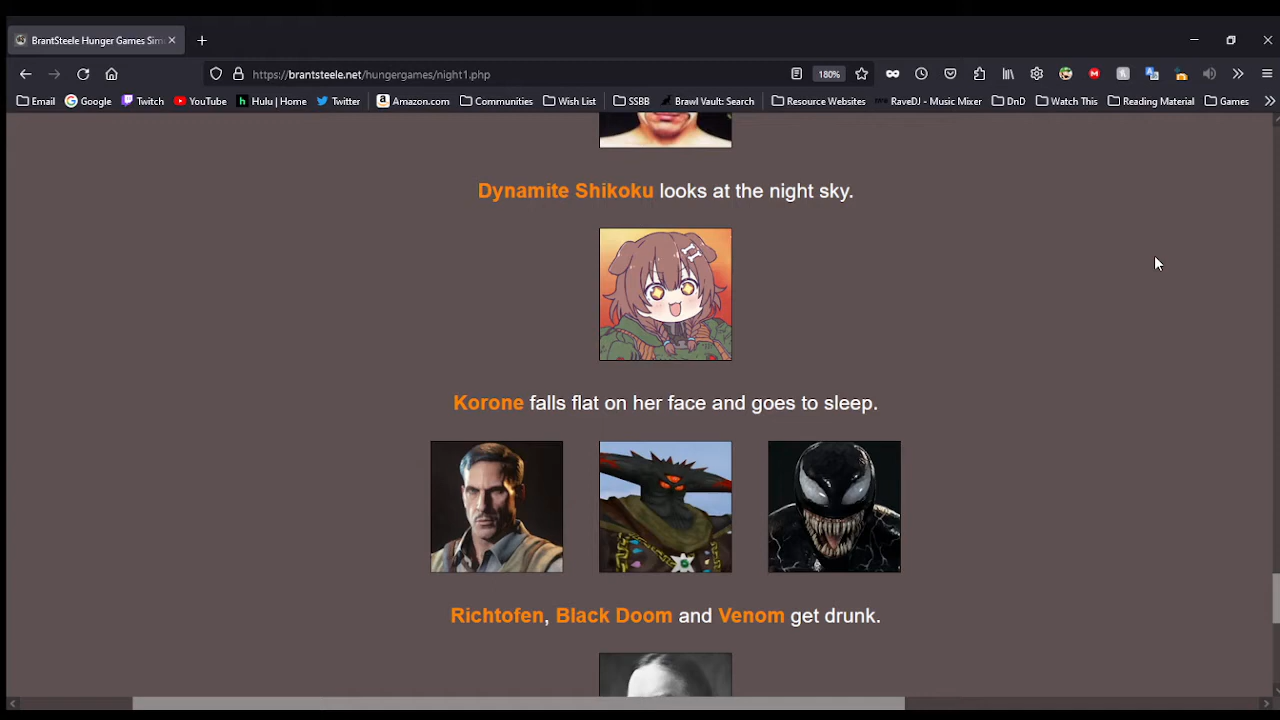 BrantSteele Hunger Games Sim
https://brantsteele.net/hungergames/night1.php
180%
Email Google Twitch YouTube Hulu | Home Twitter Amazon.com Communities Wish List SSBB Brawl Vault: Search Resource Websites RaveDJ - Music Mixer DnD Watch This Reading Material Games
Dynamite Shikoku looks at the night sky.
Korone falls flat on her face and goes to sleep.
Richtofen, Black Doom and Venom get drunk.